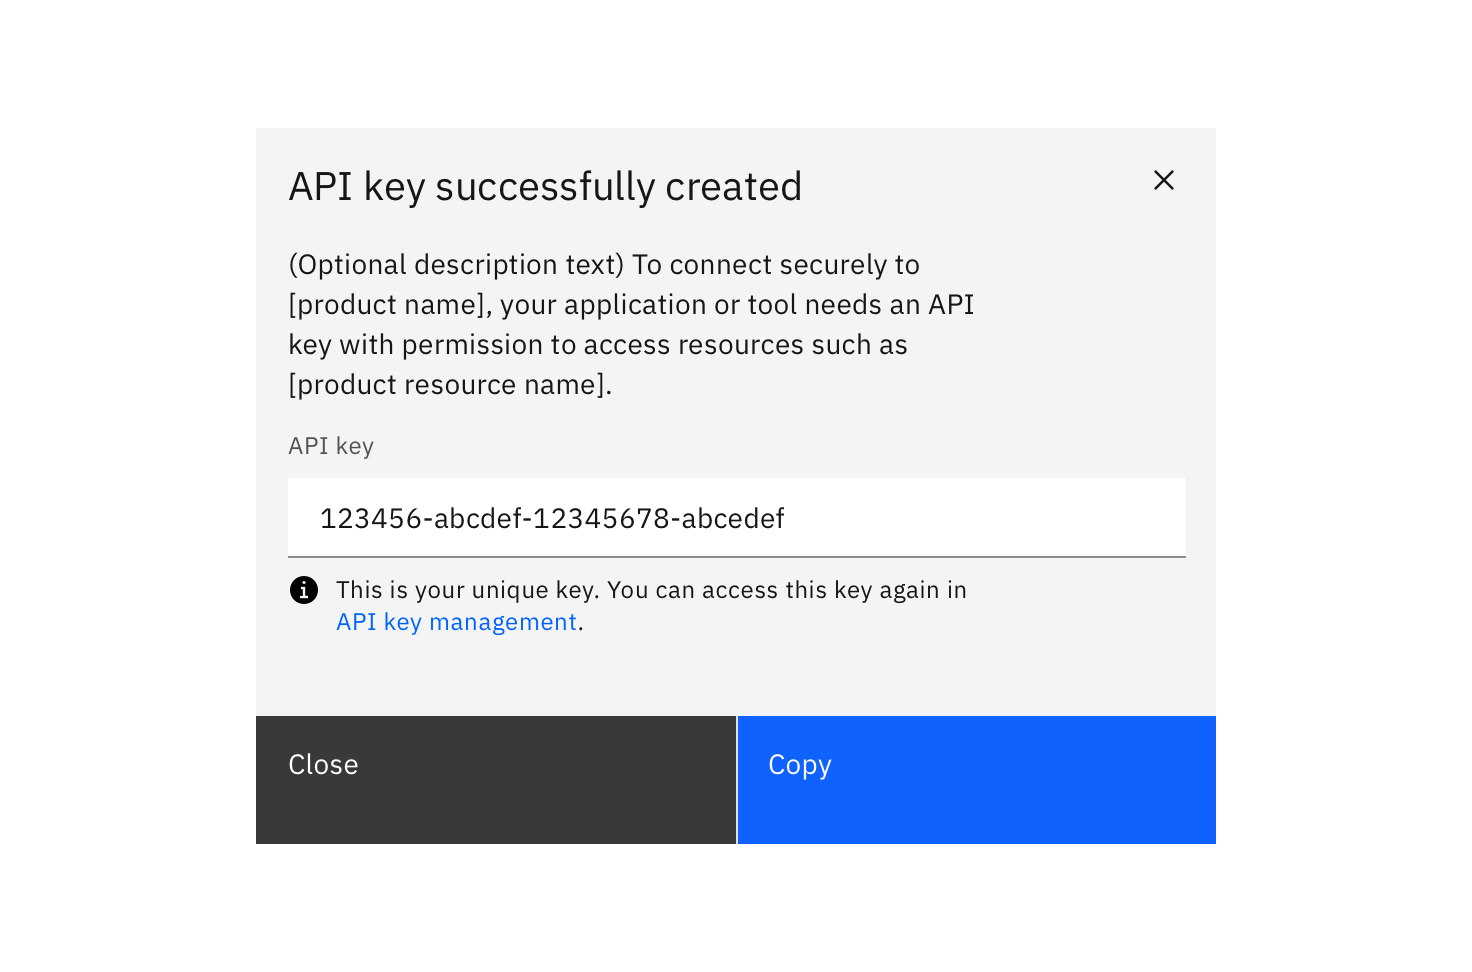 API key successfully created
(Optional description text) To connect securely to
[product name], your application or tool needs an API
key with permission to access resources such as
[product resource name].
API key
123456-abcdef-12345678-abcedef
This is your unique key. You can access this key again in
API key management.
Close
Copy